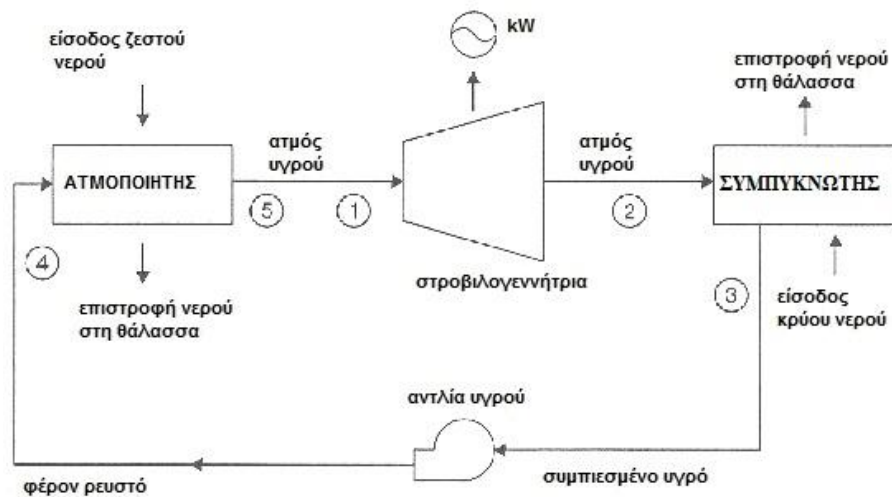 είσοδος ζεστού
νερού
kW
επιστροφή νερού
στη θάλασσα
ατμός
υγρού
ατμός
υγρού
ΑΤΜΟΠΟΙΗΤΗΣ
ΣΥΜΠΥΚΝΩΤΗΣ
5
1
2
4
στροβιλογεννήτρια
3
επιστροφή νερού
στη θάλασσα
είσοδος
κρύου νερού
αντλία υγρού
φέρον ρευστό
συμπιεσμένο υγρό